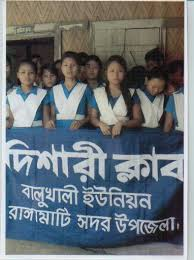 দিশারী ক্লাব
বালুখালী ইউনিয়ন
রাঙ্গামাটি সদর উপজেলা।